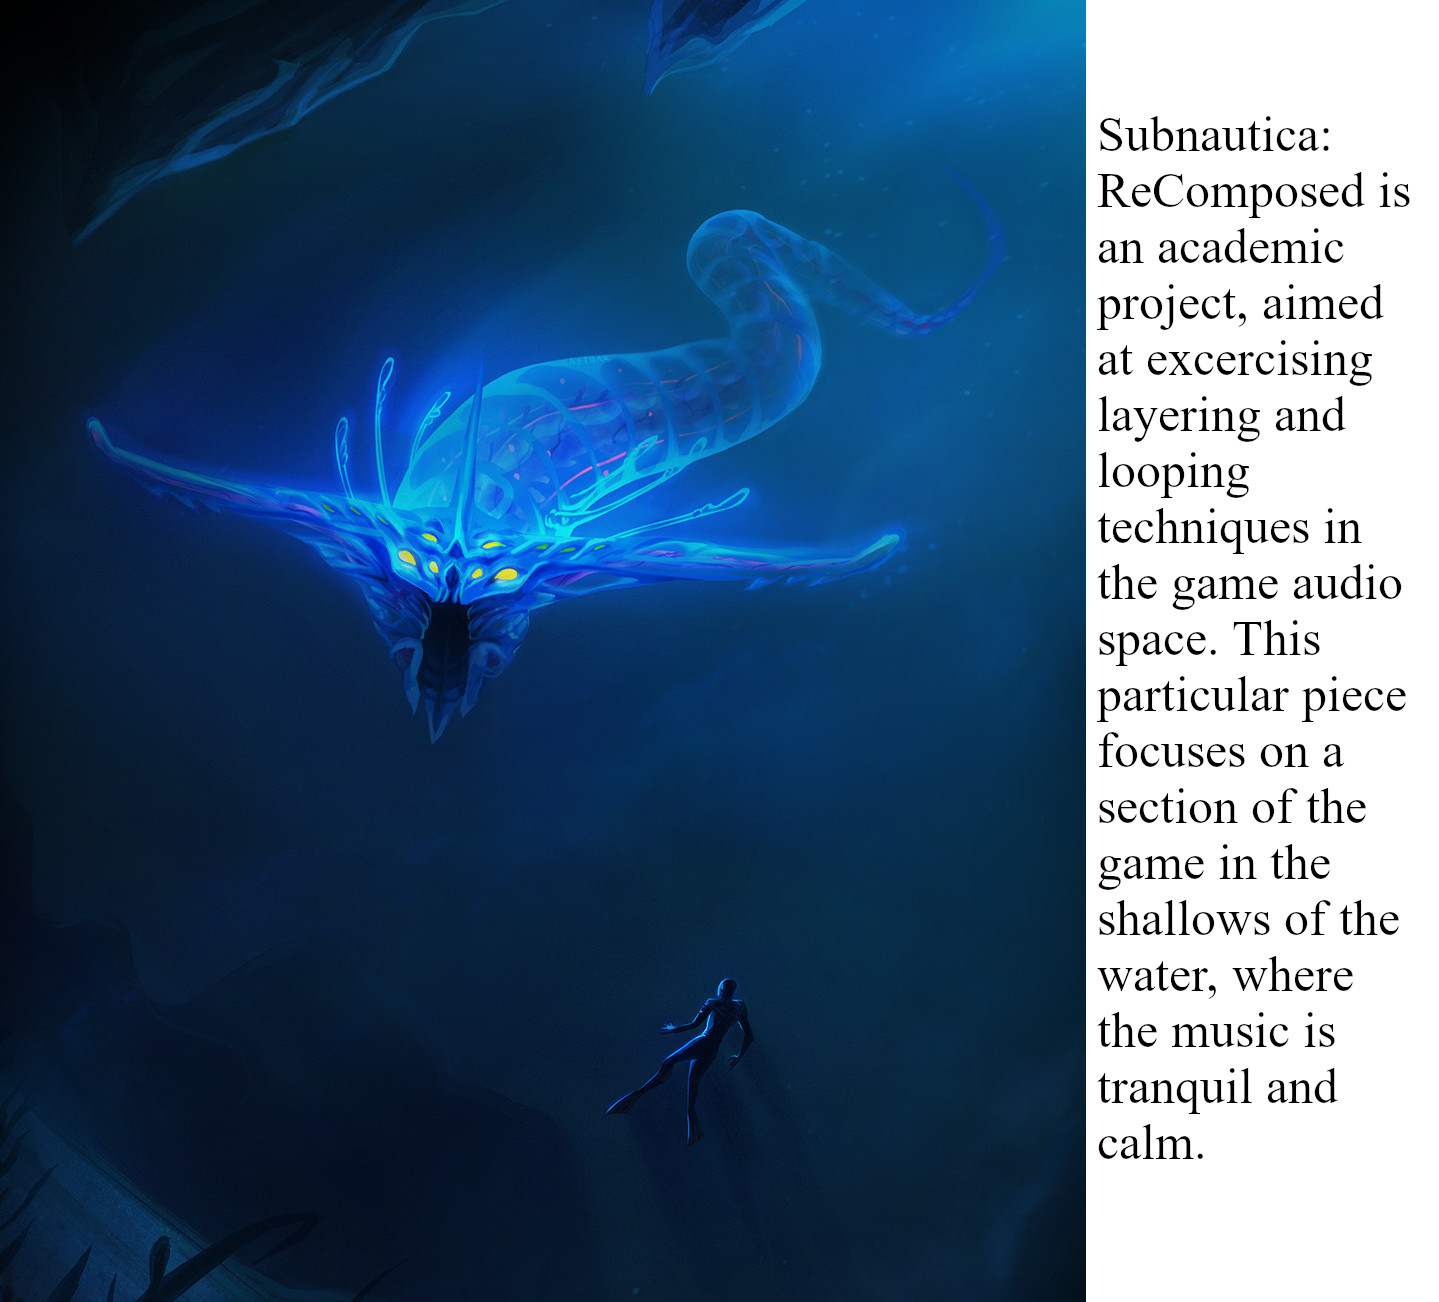 Subnautica:
ReComposed is
an academic
project, aimed
at excercising
layering and
looping
techniques in
the game audio
space. This
particular piece
focuses on a
section of the
game in the
shallows of the
water, where
the music is
tranquil and
calm.